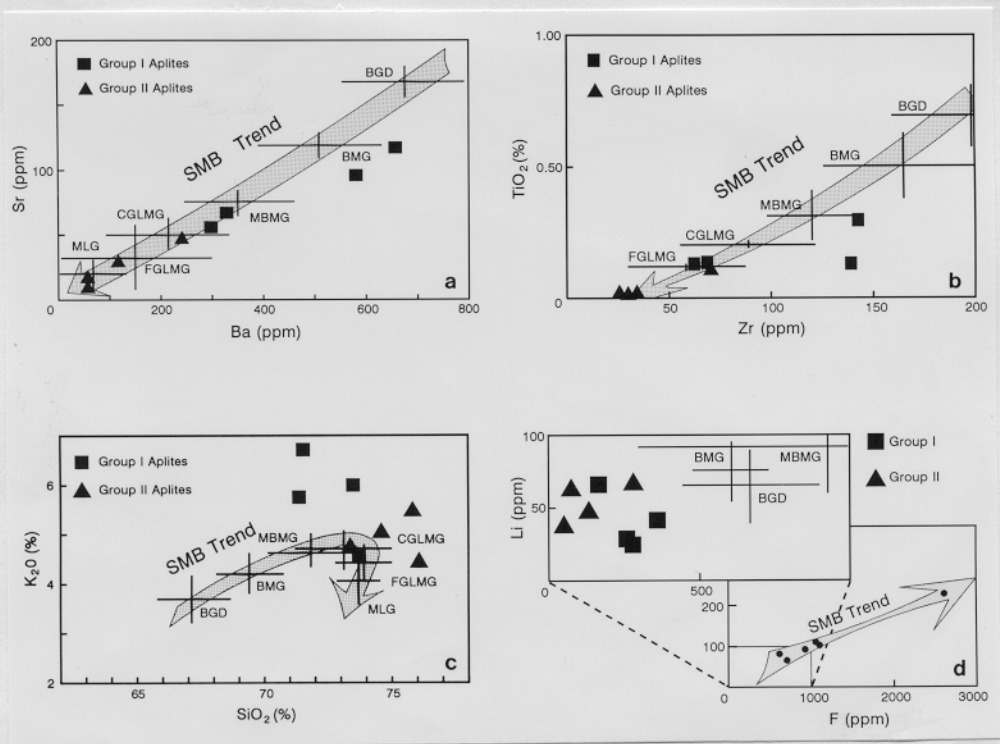 200
Group I Aplites
Group II Aplites
BGD
SMB Trend
BMG
100
Sr (ppm)
CGLMG
MBMG
MLG
FGLMG
a
0
0
200
400
600
800
Ba (ppm)
1.00
Group I Aplites
Group II Aplites
BGD
SMB Trend
BMG
0.50
TiO2(%)
MBMG
CGLMG
FGLMG
b
0
0
50
100
150
200
Zr (ppm)
Group I Aplites
Group II Aplites
6
SMB Trend
MBMG
CGLMG
K20 (%)
4
BMG
FGLMG
BGD
MLG
c
2
65
70
75
SiO2(%)
100
BMG
MBMG
Group I
Group II
BGD
Li (ppm)
50
0
500
200
SMB Trend
100
d
0
1000
2000
3000
F (ppm)